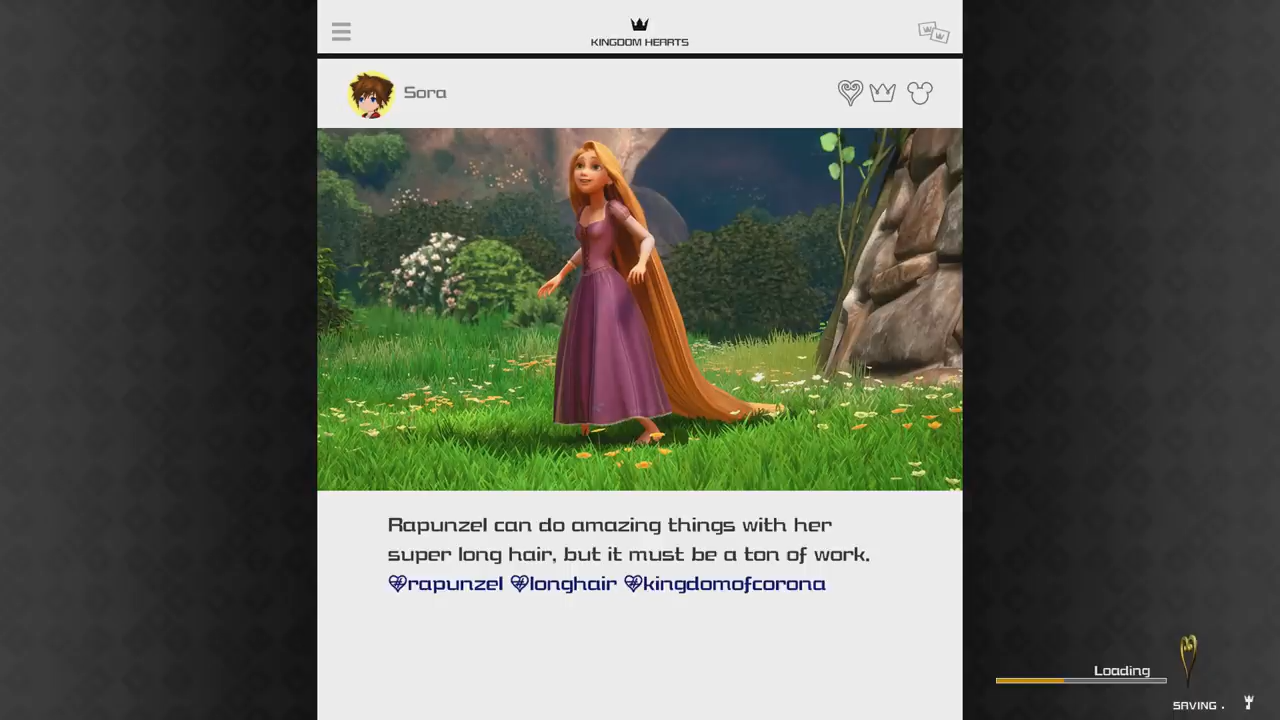 KINGDOM HEARTS
Sora
Rapunzel can do amazing things with her
super long hair, but it must be a ton of work.
rapunzel longhair kingdomofcorona
Loading
SAVING .